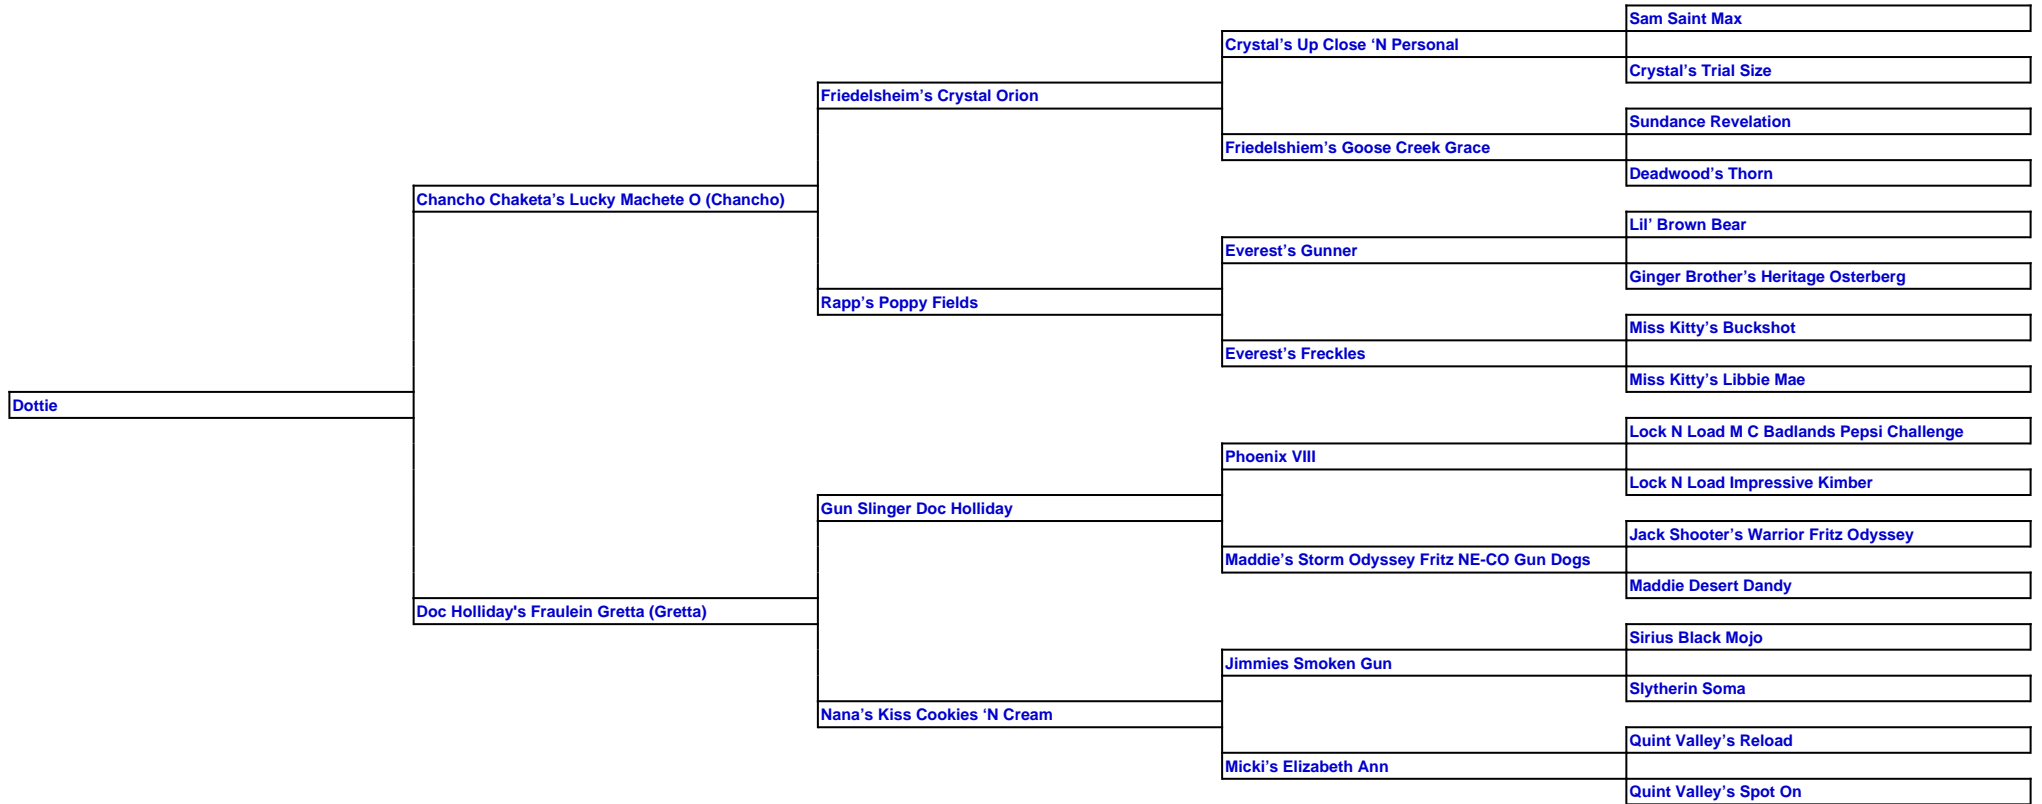 Sam Saint Max
Crystal’s Up Close ‘N Personal
Crystal’s Trial Size
Friedelsheim’s Crystal Orion
Sundance Revelation
Friedelshiem’s Goose Creek Grace
Deadwood’s Thorn
Chancho Chaketa’s Lucky Machete O (Chancho)
Lil’ Brown Bear
Everest’s Gunner
Ginger Brother’s Heritage Osterberg
Rapp’s Poppy Fields
Miss Kitty’s Buckshot
Everest’s Freckles
Miss Kitty’s Libbie Mae
Dottie
Lock N Load M C Badlands Pepsi Challenge
Phoenix VIII
Lock N Load Impressive Kimber
Gun Slinger Doc Holliday
Jack Shooter’s Warrior Fritz Odyssey
Maddie’s Storm Odyssey Fritz NE-CO Gun Dogs
Maddie Desert Dandy
Doc Holliday's Fraulein Gretta (Gretta)
Sirius Black Mojo
Jimmies Smoken Gun
Slytherin Soma
Nana’s Kiss Cookies ‘N Cream
Quint Valley’s Reload
Micki’s Elizabeth Ann
Quint Valley’s Spot On